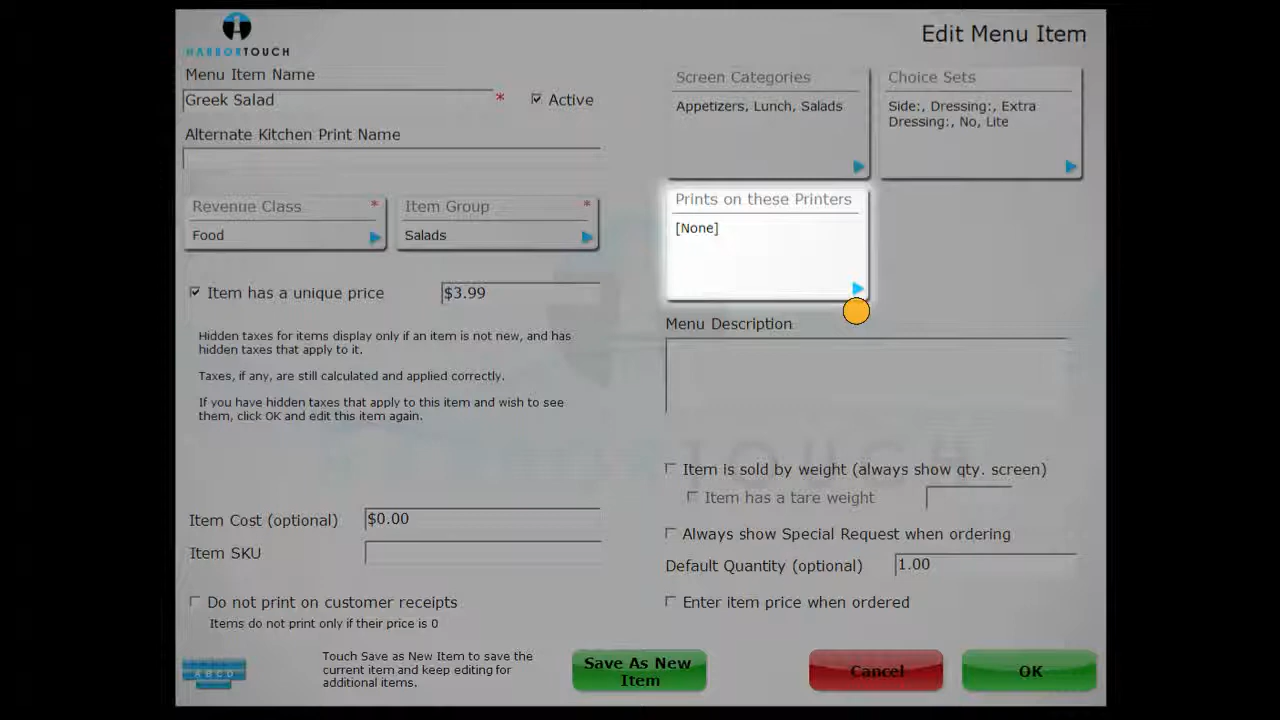 HARBORTOUCH
Edit Menu Item
Menu Item Name
Greek Salad
*
Active
Alternate Kitchen Print Name
Revenue Class *
Food
Item Group *
Salads
Item has a unique price
$3.99
Hidden taxes for items display only if an item is not new, and has
hidden taxes that apply to it.
Taxes, if any, are still calculated and applied correctly.
If you have hidden taxes that apply to this item and wish to see
them, click OK and edit this item again.
Item Cost (optional)
$0.00
Item SKU
Do not print on customer receipts
Items do not print only if their price is 0
Screen Categories
Appetizers, Lunch, Salads
Choice Sets
Side:, Dressing:, Extra
Dressing:, No, Lite
Prints on these Printers
[None]
Menu Description
HARBORTOUCH
Item is sold by weight (always show qty. screen)
Item has a tare weight
Always show Special Request when ordering
Default Quantity (optional)
1.00
Enter item price when ordered
ABCD
Touch Save as New Item to save the
current item and keep editing for
additional items.
Save As New
Item
Cancel
OK